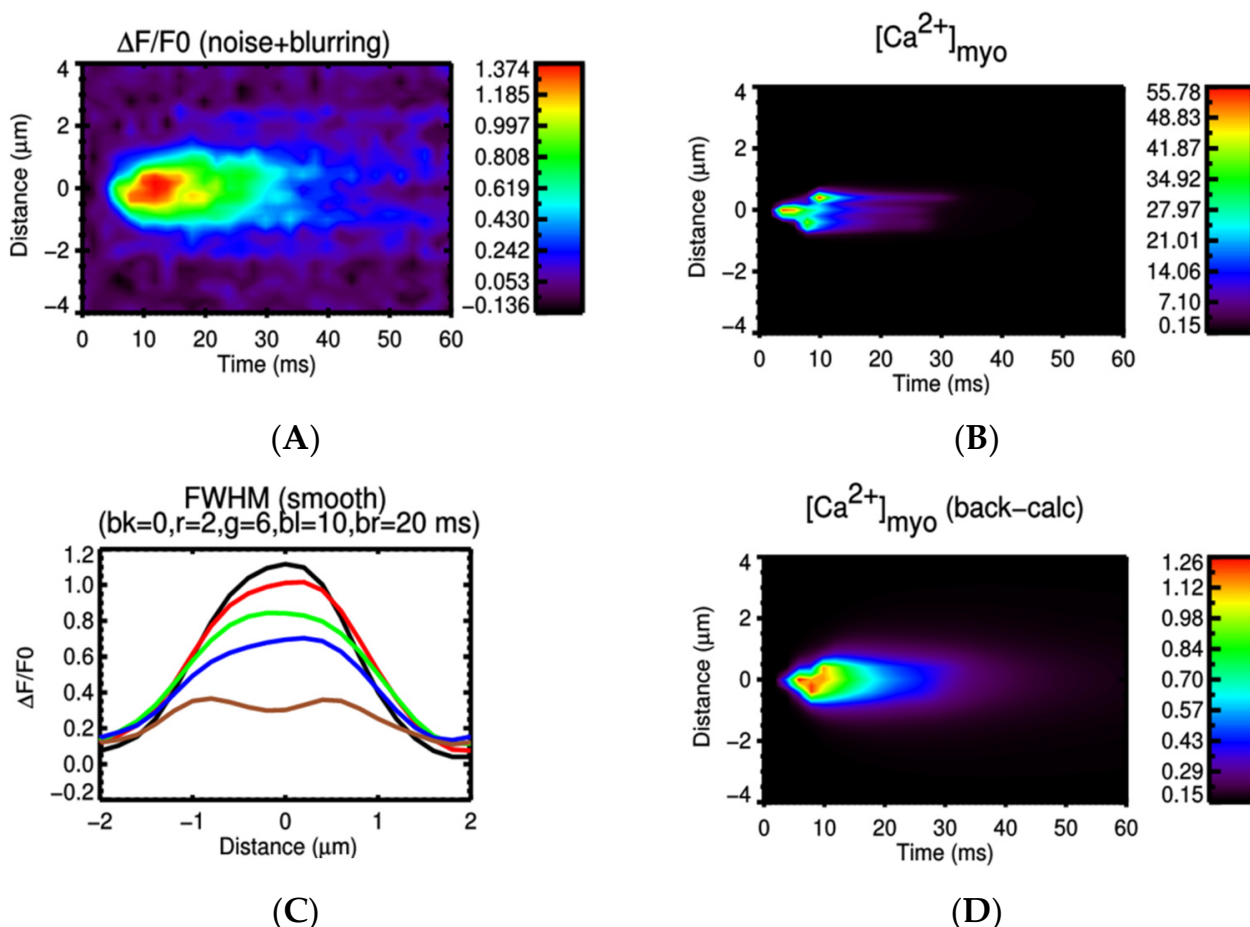 ΔF/F0 (noise+blurring)
Distance (μm)
4
2
0
−2
−4
0 10 20 30 40 50 60
Time (ms)
1.374
1.185
0.997
0.808
0.619
0.430
0.242
0.053
−0.136
(A)
[Ca2+]myo
Distance (μm)
4
2
0
−2
−4
0 10 20 30 40 50 60
Time (ms)
55.78
48.83
41.87
34.92
27.97
21.01
14.06
7.10
0.15
(B)
FWHM (smooth)
(bk=0,r=2,g=6,bl=10,br=20 ms)
ΔF/F0
1.2
1.0
0.8
0.6
0.4
0.2
0.0
−0.2
−2 −1 0 1 2
Distance (μm)
(C)
[Ca2+]myo (back−calc)
Distance (μm)
4
2
0
−2
−4
0 10 20 30 40 50 60
Time (ms)
1.26
1.12
0.98
0.84
0.70
0.57
0.43
0.29
0.15
(D)